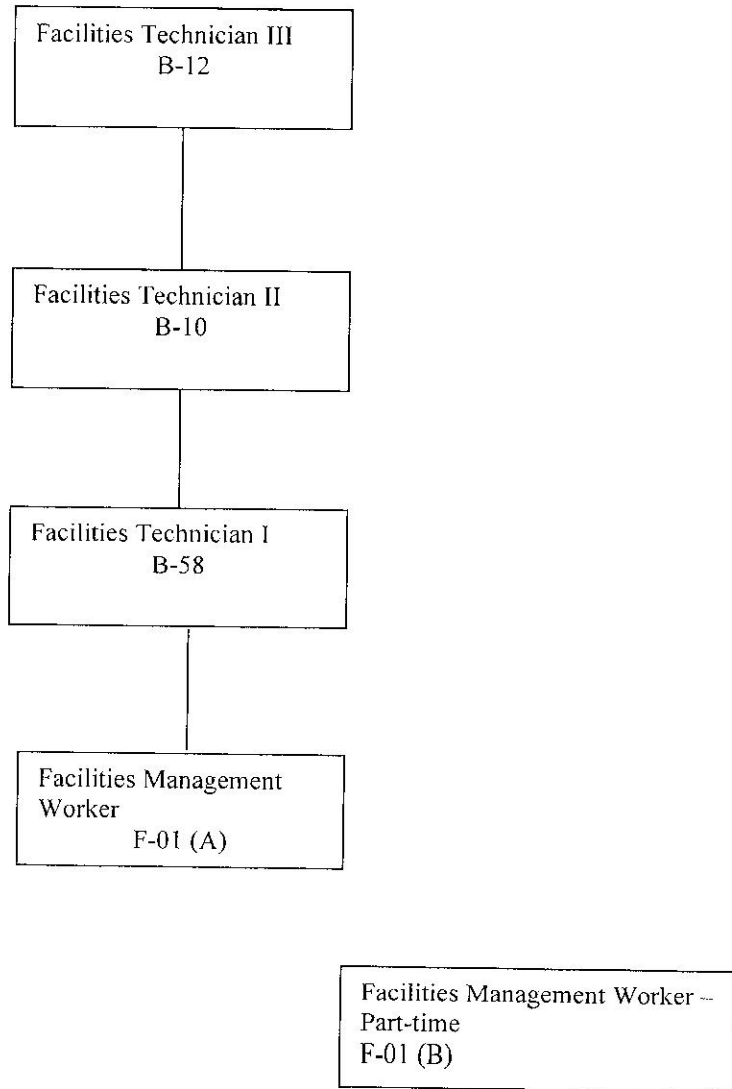 Facilities Technician III
B-12
Facilities Technician II
B-10
Facilities Technician I
B-58
Facilities Management
Worker
F-01 (A)
Facilities Management Worker –
Part-time
F-01 (B)